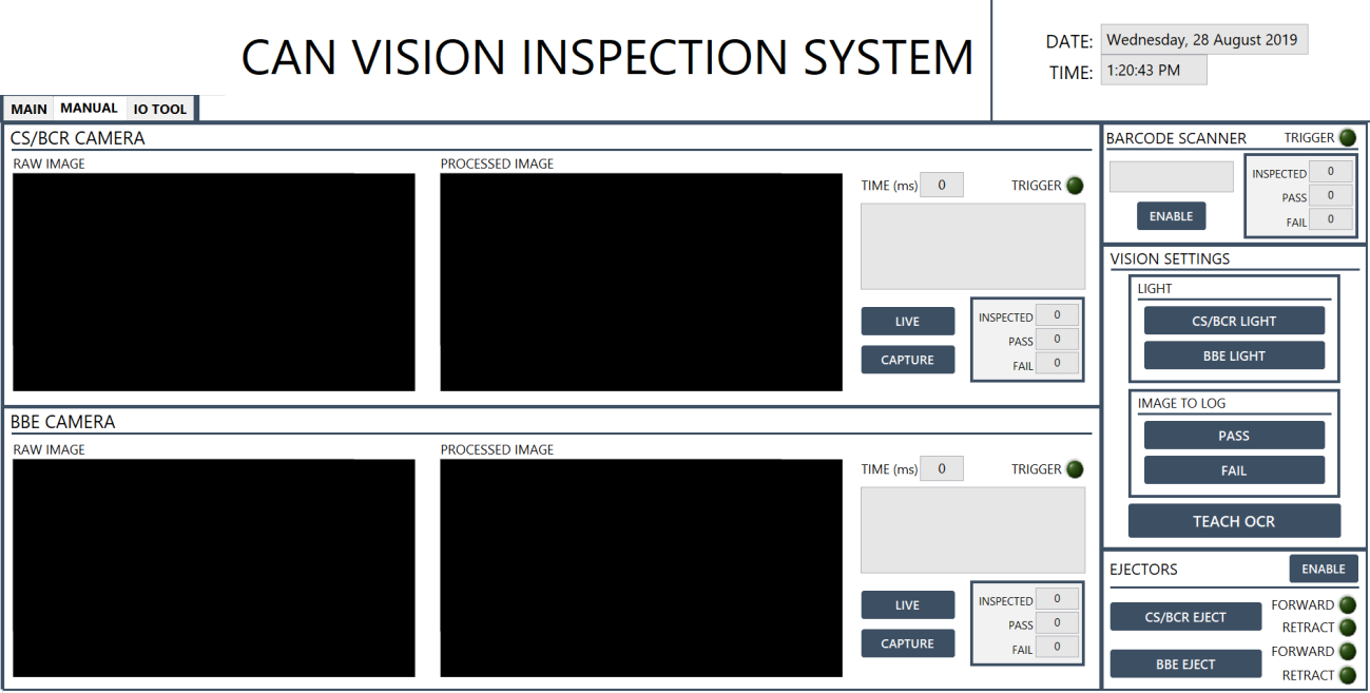 CAN VISION INSPECTION SYSTEM
DATE: Wednesday, 28 August 2019
TIME: 1:20:43 PM
MAIN MANUAL IO TOOL
CS/BCR CAMERA
RAW IMAGE
PROCESSED IMAGE
TIME (ms) 0
TRIGGER
LIVE
CAPTURE
INSPECTED 0
PASS 0
FAIL 0
BBE CAMERA
RAW IMAGE
PROCESSED IMAGE
TIME (ms) 0
TRIGGER
LIVE
CAPTURE
INSPECTED 0
PASS 0
FAIL 0
BARCODE SCANNER
TRIGGER
ENABLE
INSPECTED 0
PASS 0
FAIL 0
VISION SETTINGS
LIGHT
CS/BCR LIGHT
BBE LIGHT
IMAGE TO LOG
PASS
FAIL
TEACH OCR
EJECTORS
ENABLE
CS/BCR EJECT
FORWARD
RETRACT
BBE EJECT
FORWARD
RETRACT